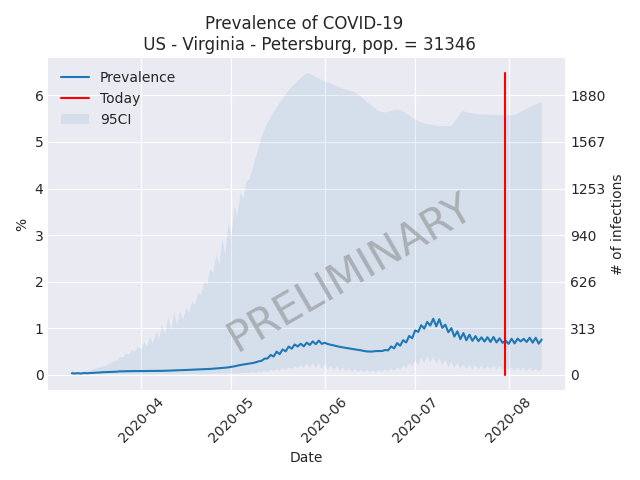 Prevalence of COVID-19
US - Virginia - Petersburg, pop. = 31346
Prevalence
Today
95CI
6
5
4
3
2
1
0
%
1880
1567
1253
940
626
313
0
# of infections
PRELIMINARY
2020-04
2020-05
2020-06
2020-07
2020-08
Date